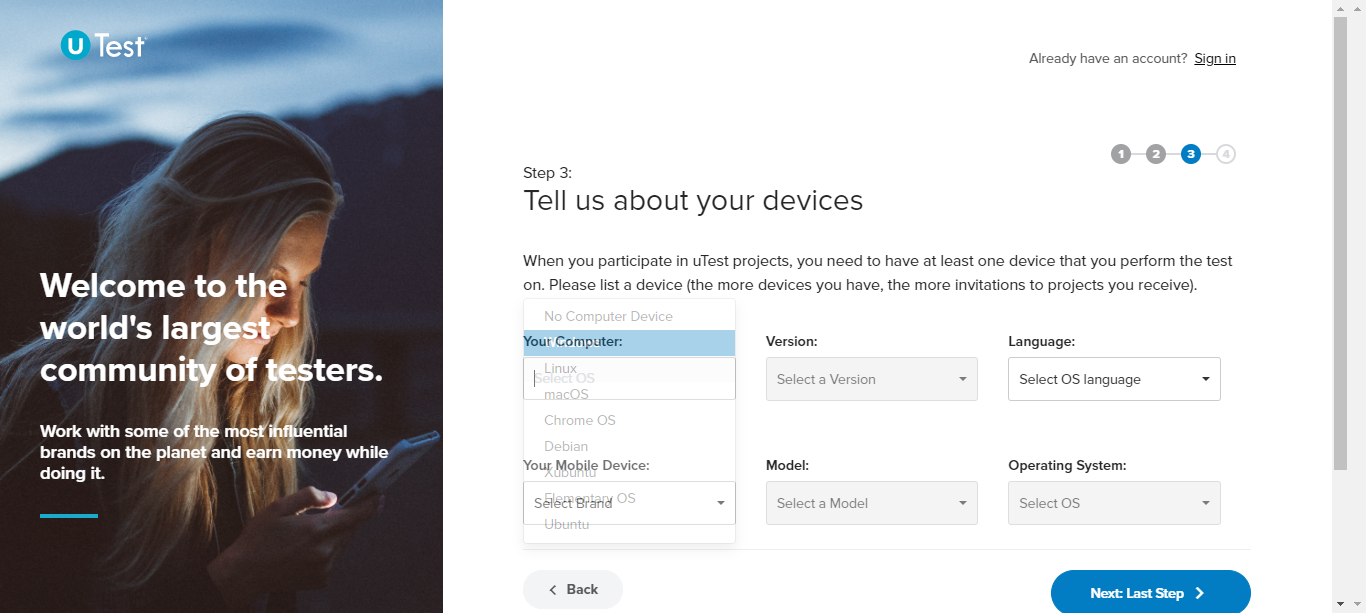 U Test
Already have an account? Sign in
1 2 3 4
Step 3:
Tell us about your devices
When you participate in uTest projects, you need to have at least one device that you perform the test
on. Please list a device (the more devices you have, the more invitations to projects you receive).
Welcome to the
world's largest
community of testers.
Work with some of the most influential
brands on the planet and earn money while
doing it.
No Computer Device
Your Computer:
Windows
Linux
Select OS
macOS
Chrome OS
Debian
Your Mobile Device:
Xubuntu
Elementary OS
Select Brand
Ubuntu
Version:
Select a Version
Language:
Select OS language
Model:
Select a Model
Operating System:
Select OS
Back
Next: Last Step